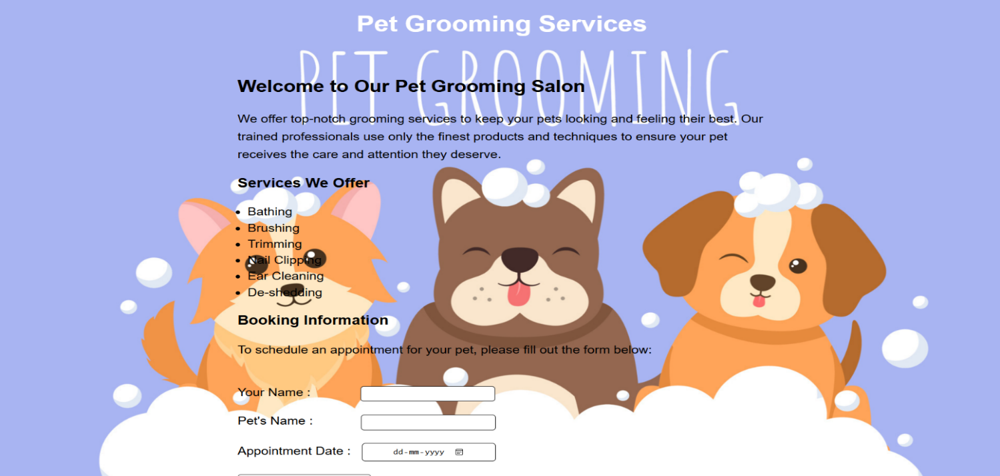 Pet Grooming Services
PET GROOMING
Welcome to Our Pet Grooming Salon
We offer top-notch grooming services to keep your pets looking and feeling their best. Our
trained professionals use only the finest products and techniques to ensure your pet
receives the care and attention they deserve.
Services We Offer
• Bathing
• Brushing
• Trimming
• Nail Clipping
• Ear Cleaning
• De-shedding
Booking Information
To schedule an appointment for your pet, please fill out the form below:
Your Name :
Pet's Name :
Appointment Date : dd-mm-yyyy